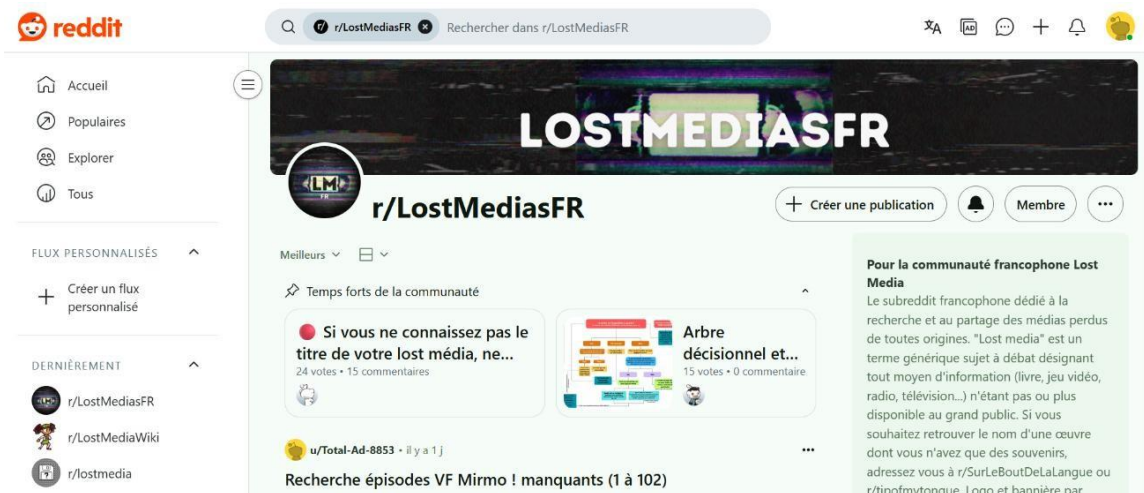 reddit
r/LostMediasFR
Rechercher dans r/LostMediasFR
AD
Accueil
Populaires
Explorer
Tous
FLUX PERSONNALISÉS
Créer un flux
personnalisé
DERNIÈREMENT
r/LostMediasFR
r/LostMediaWiki
r/lostmedia
LOSTMEDIASFR
LM
FR
r/LostMediasFR
Créer une publication
Membre
Meilleurs
Temps forts de la communauté
Si vous ne connaissez pas le
titre de votre lost média, ne...
24 votes • 15 commentaires
Arbre
décisionnel et...
15 votes • 0 commentaire
u/Total-Ad-8853 • il y a 1 j
Recherche épisodes VF Mirmo ! manquants (1 à 102)
Pour la communauté francophone Lost
Media
Le subreddit francophone dédié à la
recherche et au partage des médias perdus
de toutes origines. "Lost media" est un
terme générique sujet à débat désignant
tout moyen d'information (livre, jeu vidéo,
radio, télévision...) n'étant pas ou plus
disponible au grand public. Si vous
souhaitez retrouver le nom d'une œuvre
dont vous n'avez que des souvenirs,
adressez vous à r/SurLeBoutDeLaLangue ou
r/tipofmytongue. Logo et bannière par